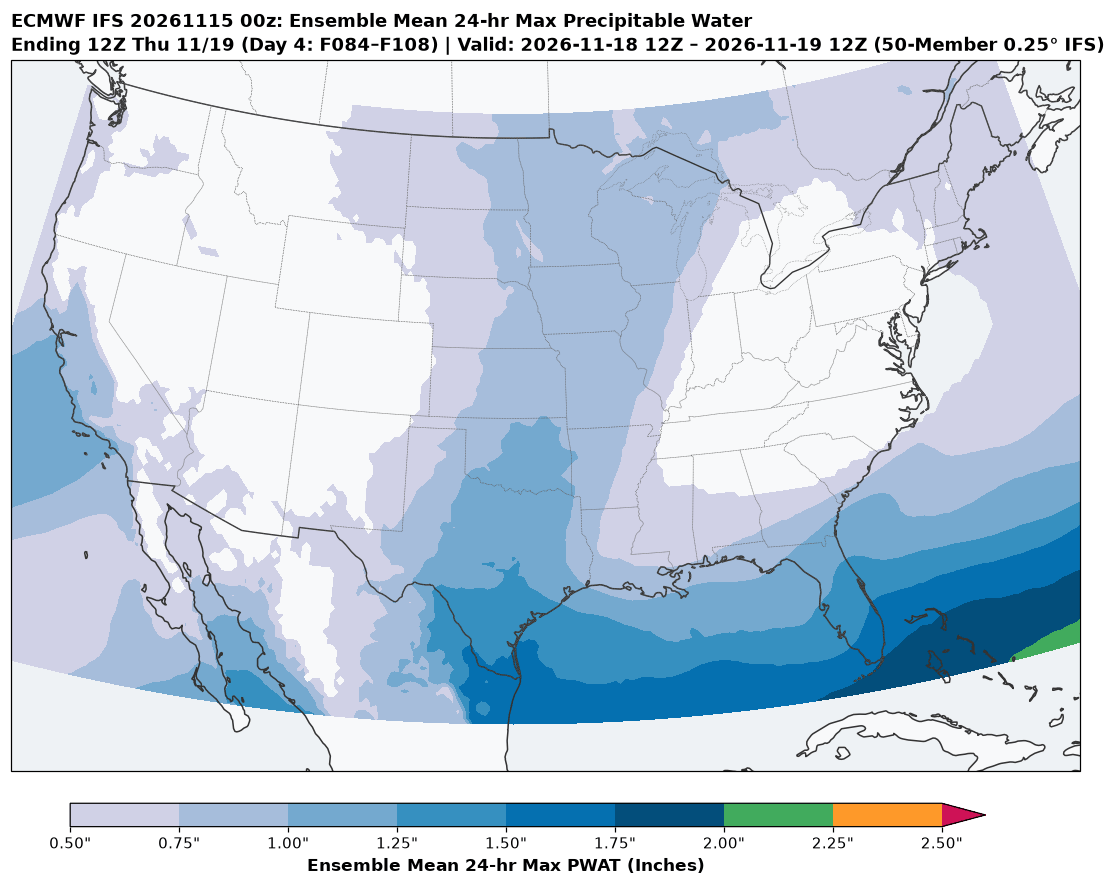 ECMWF IFS 20261115 00z: Ensemble Mean 24-hr Max Precipitable Water
Ending 12Z Thu 11/19 (Day 4: F084–F108) | Valid: 2026-11-18 12Z – 2026-11-19 12Z (50-Member 0.25° IFS)
0.50" 0.75" 1.00" 1.25" 1.50" 1.75" 2.00" 2.25" 2.50"
Ensemble Mean 24-hr Max PWAT (Inches)